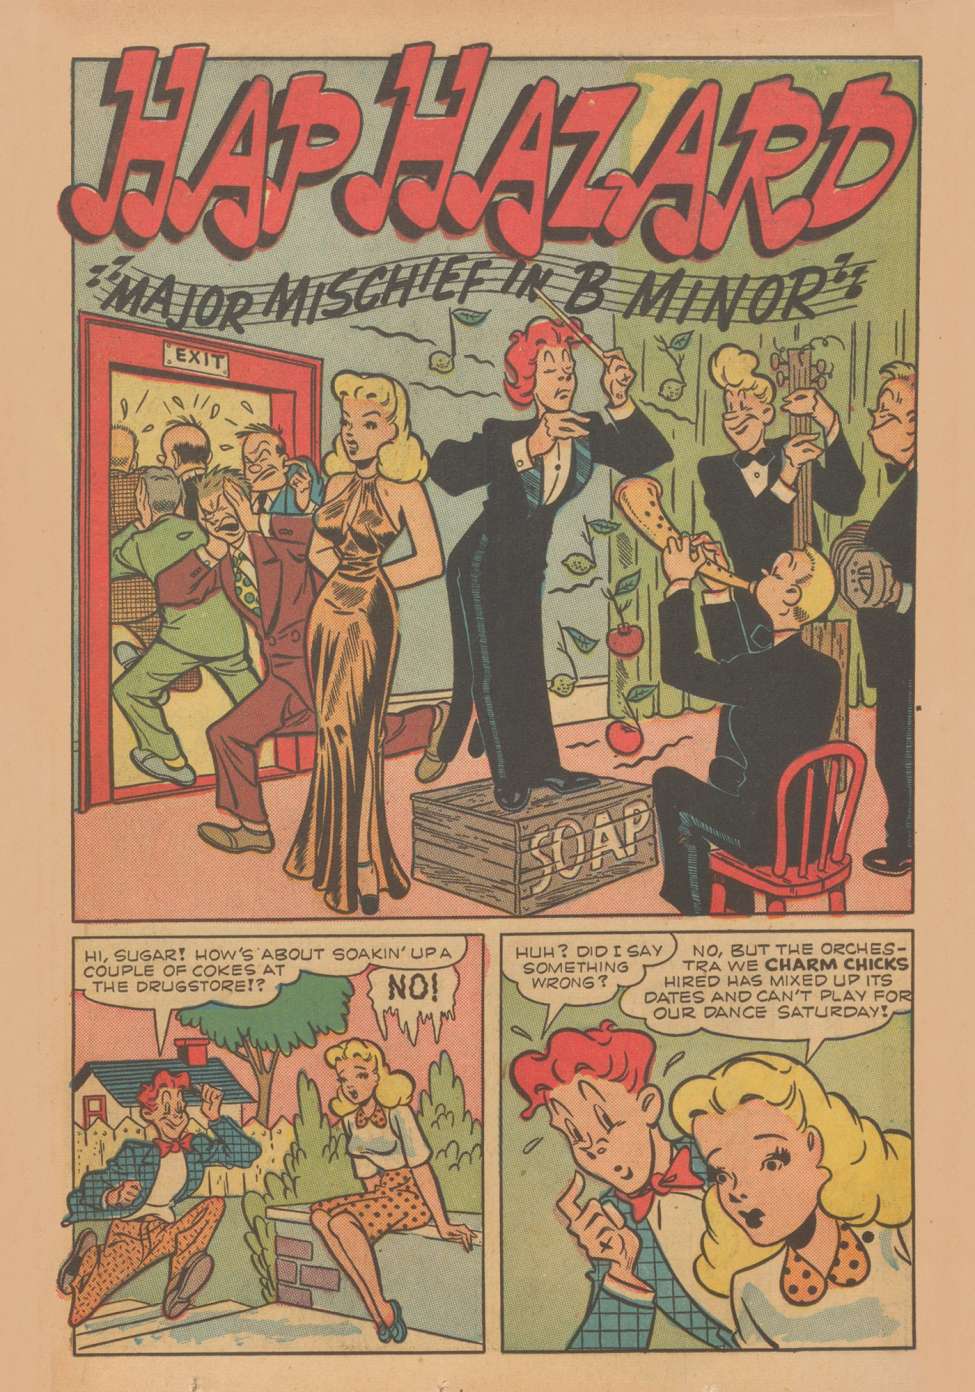 HAP HAZARD
"MAJOR MISCHIEF IN B MINOR"
EXIT
SOAP
HI, SUGAR! HOW'S ABOUT SOAKIN' UP A
COUPLE OF COKES AT
THE DRUGSTORE!?
NO!
HUH? DID I SAY
SOMETHING
WRONG?
NO, BUT THE ORCHES-
TRA WE CHARM CHICKS
HIRED HAS MIXED UP ITS
DATES AND CAN'T PLAY FOR
OUR DANCE SATURDAY!